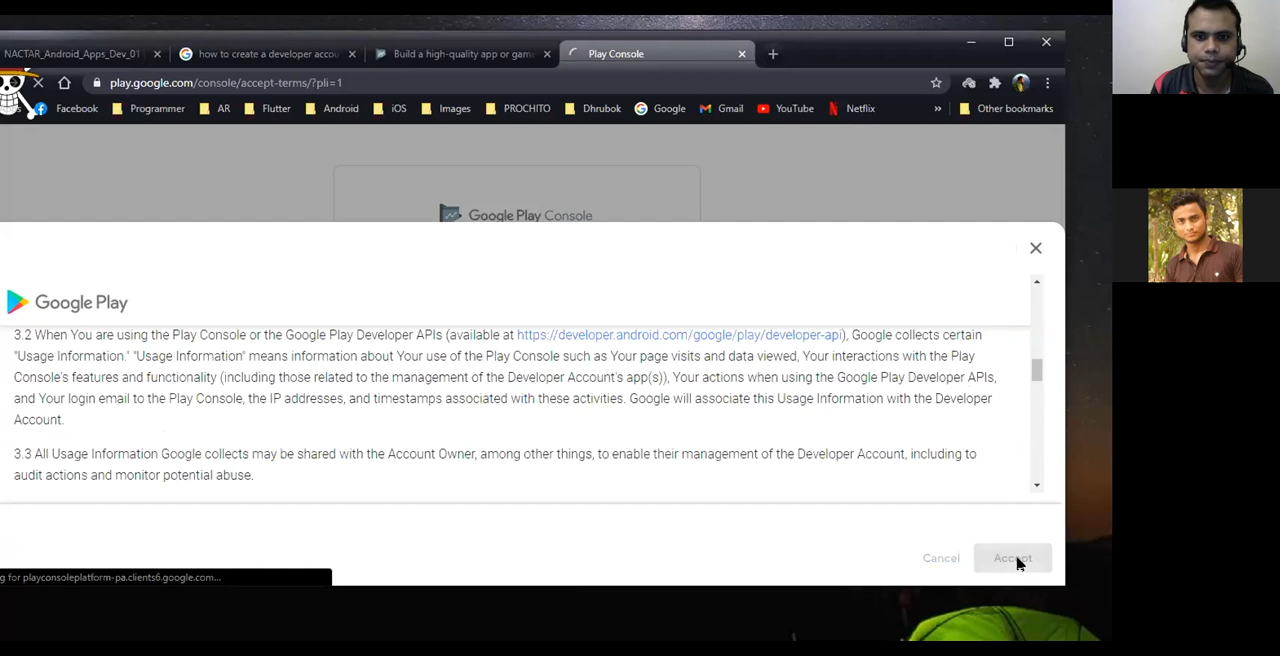 NACTAR_Android_Apps_Dev_01
how to create a developer accou
Build a high-quality app or gam
Play Console
play.google.com/console/accept-terms/?pli=1
Facebook
Programmer
AR
Flutter
Android
iOS
Images
PROCHITO
Dhrubok
Google
Gmail
YouTube
Netflix
»
Other bookmarks
Google Play Console
Google Play
3.2 When You are using the Play Console or the Google Play Developer APIs (available at https://developer.android.com/google/play/developer-api), Google collects certain
"Usage Information." "Usage Information" means information about Your use of the Play Console such as Your page visits and data viewed, Your interactions with the Play
Console's features and functionality (including those related to the management of the Developer Account's app(s)), Your actions when using the Google Play Developer APIs,
and Your login email to the Play Console, the IP addresses, and timestamps associated with these activities. Google will associate this Usage Information with the Developer
Account.
3.3 All Usage Information Google collects may be shared with the Account Owner, among other things, to enable their management of the Developer Account, including to
audit actions and monitor potential abuse.
Cancel
Accept
g for playconsoleplatform-pa.clients6.google.com...